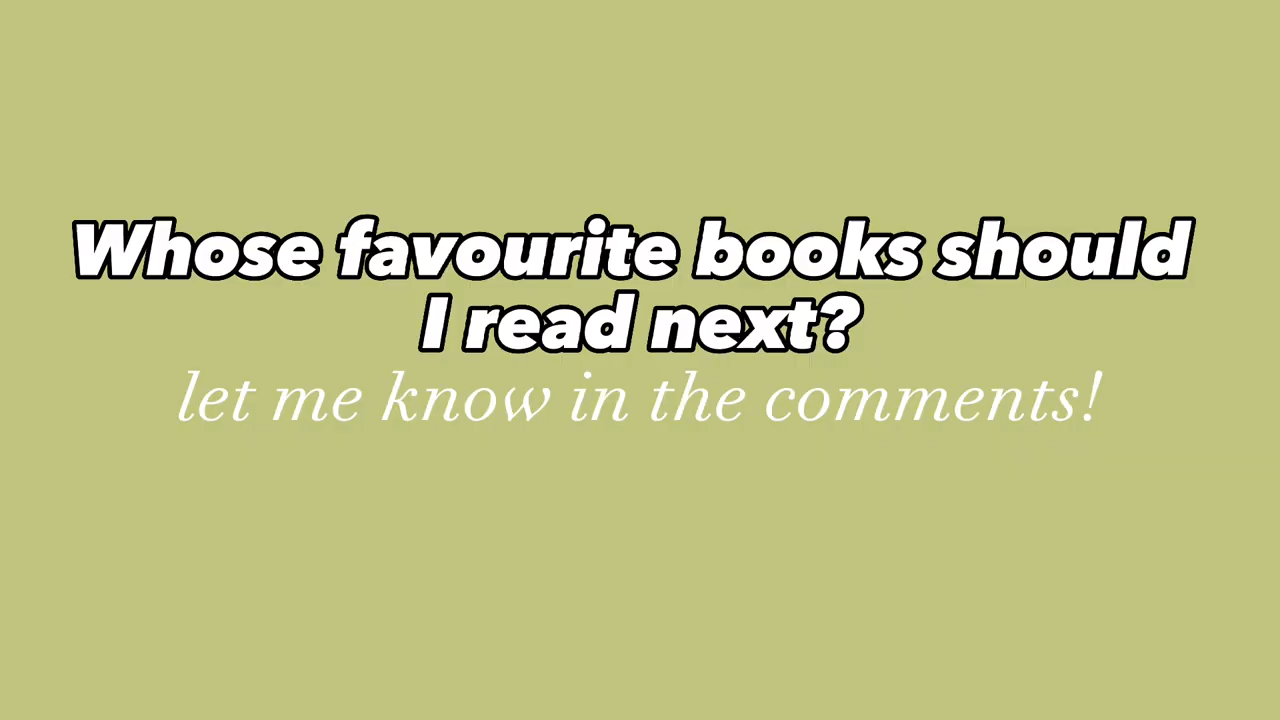 Whose favourite books should
I read next?
let me know in the comments!